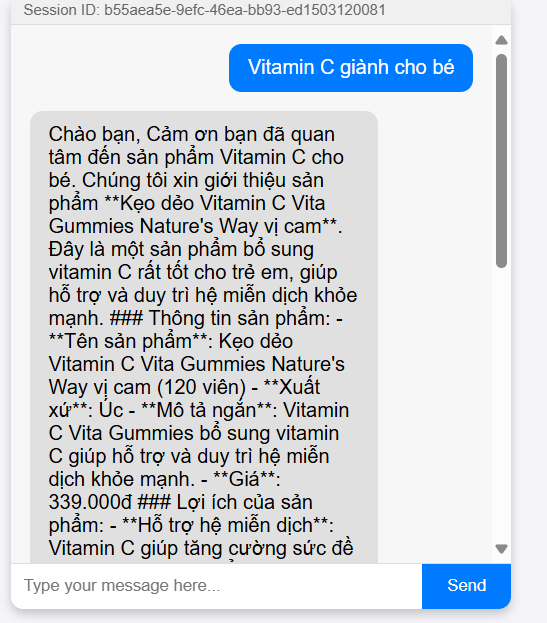 Session ID: b55aea5e-9efc-46ea-bb93-ed1503120081
Vitamin C giành cho bé
Chào bạn, Cảm ơn bạn đã quan
tâm đến sản phẩm Vitamin C cho
bé. Chúng tôi xin giới thiệu sản
phẩm **Kẹo dẻo Vitamin C Vita
Gummies Nature's Way vị cam**.
Đây là một sản phẩm bổ sung
vitamin C rất tốt cho trẻ em, giúp
hỗ trợ và duy trì hệ miễn dịch khỏe
mạnh. ### Thông tin sản phẩm: -
**Tên sản phẩm**: Kẹo dẻo
Vitamin C Vita Gummies Nature's
Way vị cam (120 viên) - **Xuất
xứ**: Úc - **Mô tả ngắn**: Vitamin
C Vita Gummies bổ sung vitamin
C giúp hỗ trợ và duy trì hệ miễn
dịch khỏe mạnh. - **Giá**:
339.000đ ### Lợi ích của sản
phẩm: - **Hỗ trợ hệ miễn dịch**:
Vitamin C giúp tăng cường sức đề
Type your message here...
Send